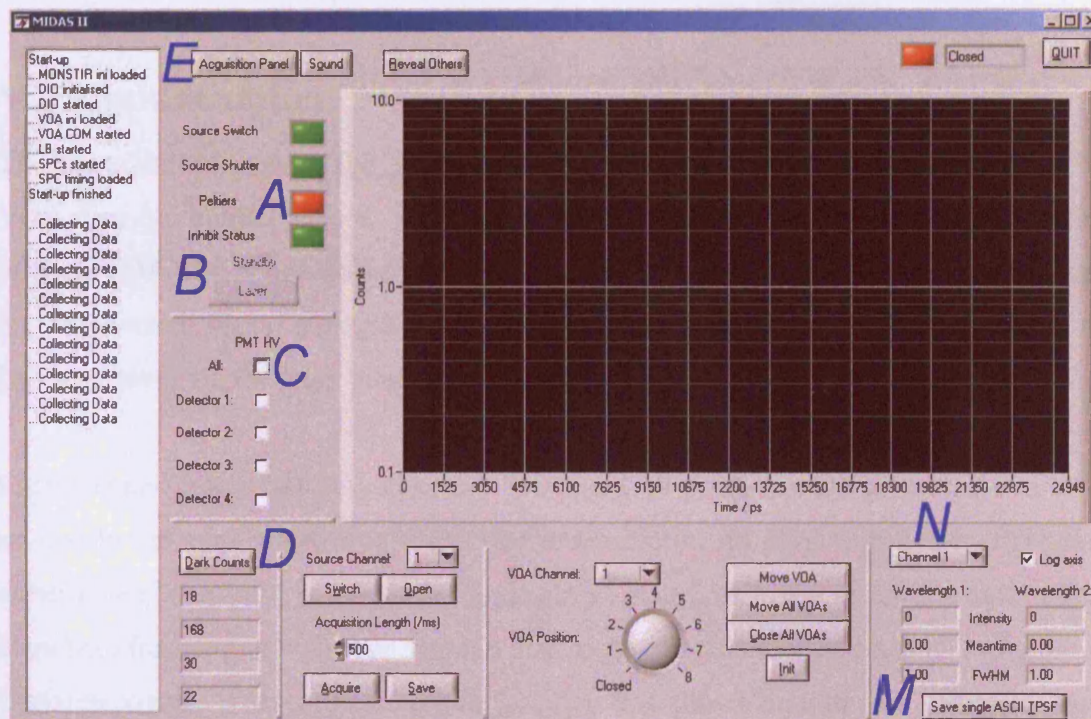 MIDAS II
Start-up
...MONSTIR ini loaded
...DIO initialised
...DIO started
...VOA ini loaded
...VOA COM started
...LB started
...SPCs started
...SPC timing loaded
Start-up finished
...Collecting Data
...Collecting Data
...Collecting Data
...Collecting Data
...Collecting Data
...Collecting Data
...Collecting Data
...Collecting Data
...Collecting Data
...Collecting Data
...Collecting Data
...Collecting Data
...Collecting Data
...Collecting Data
E Acquisition Panel Sound Reveal Others Closed QUIT
Source Switch
Source Shutter
Peltiers A
Inhibit Status
Standby
B Laser
PMT HV
All: C
Detector 1:
Detector 2:
Detector 3:
Detector 4:
Counts
10.0
1.0
0.1
0 1525 3050 4575 6100 7625 9150 10675 12200 13725 15250 16775 18300 19825 21350 22875 24949
Time / ps
Dark Counts
18
168
30
22
D Source Channel: 1
Switch Open
Acquisition Length (/ms)
500
Acquire Save
VOA Channel: 1
VOA Position:
Closed 1 2 3 4 5 6 7 8
Move VOA
Move All VOAs
Close All VOAs
Init
N
Channel 1 Log axis
Wavelength 1: Wavelength 2:
0 Intensity 0
0.00 Meantime 0.00
1.00 FWHM 1.00
M Save single ASCII TPSF